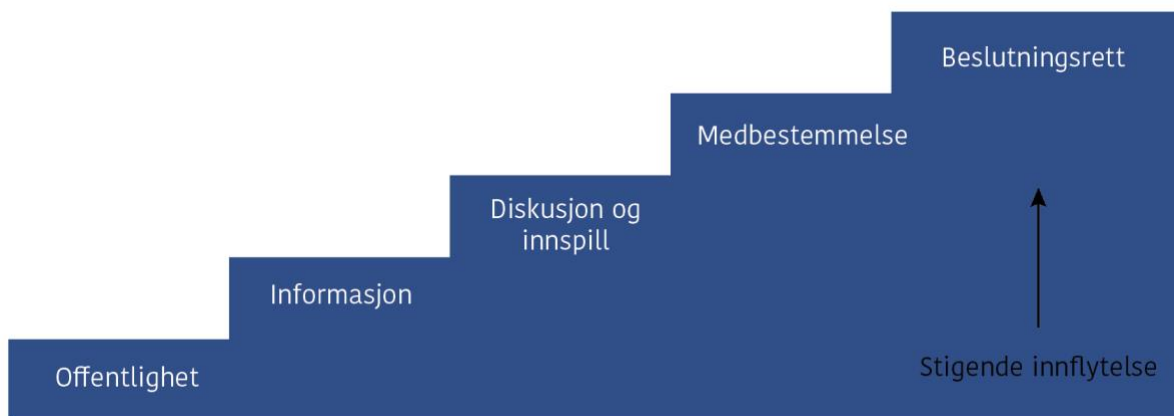 Beslutningsrett
Medbestemmelse
Diskusjon og
innspill
Informasjon
Offentlighet
Stigende innflytelse